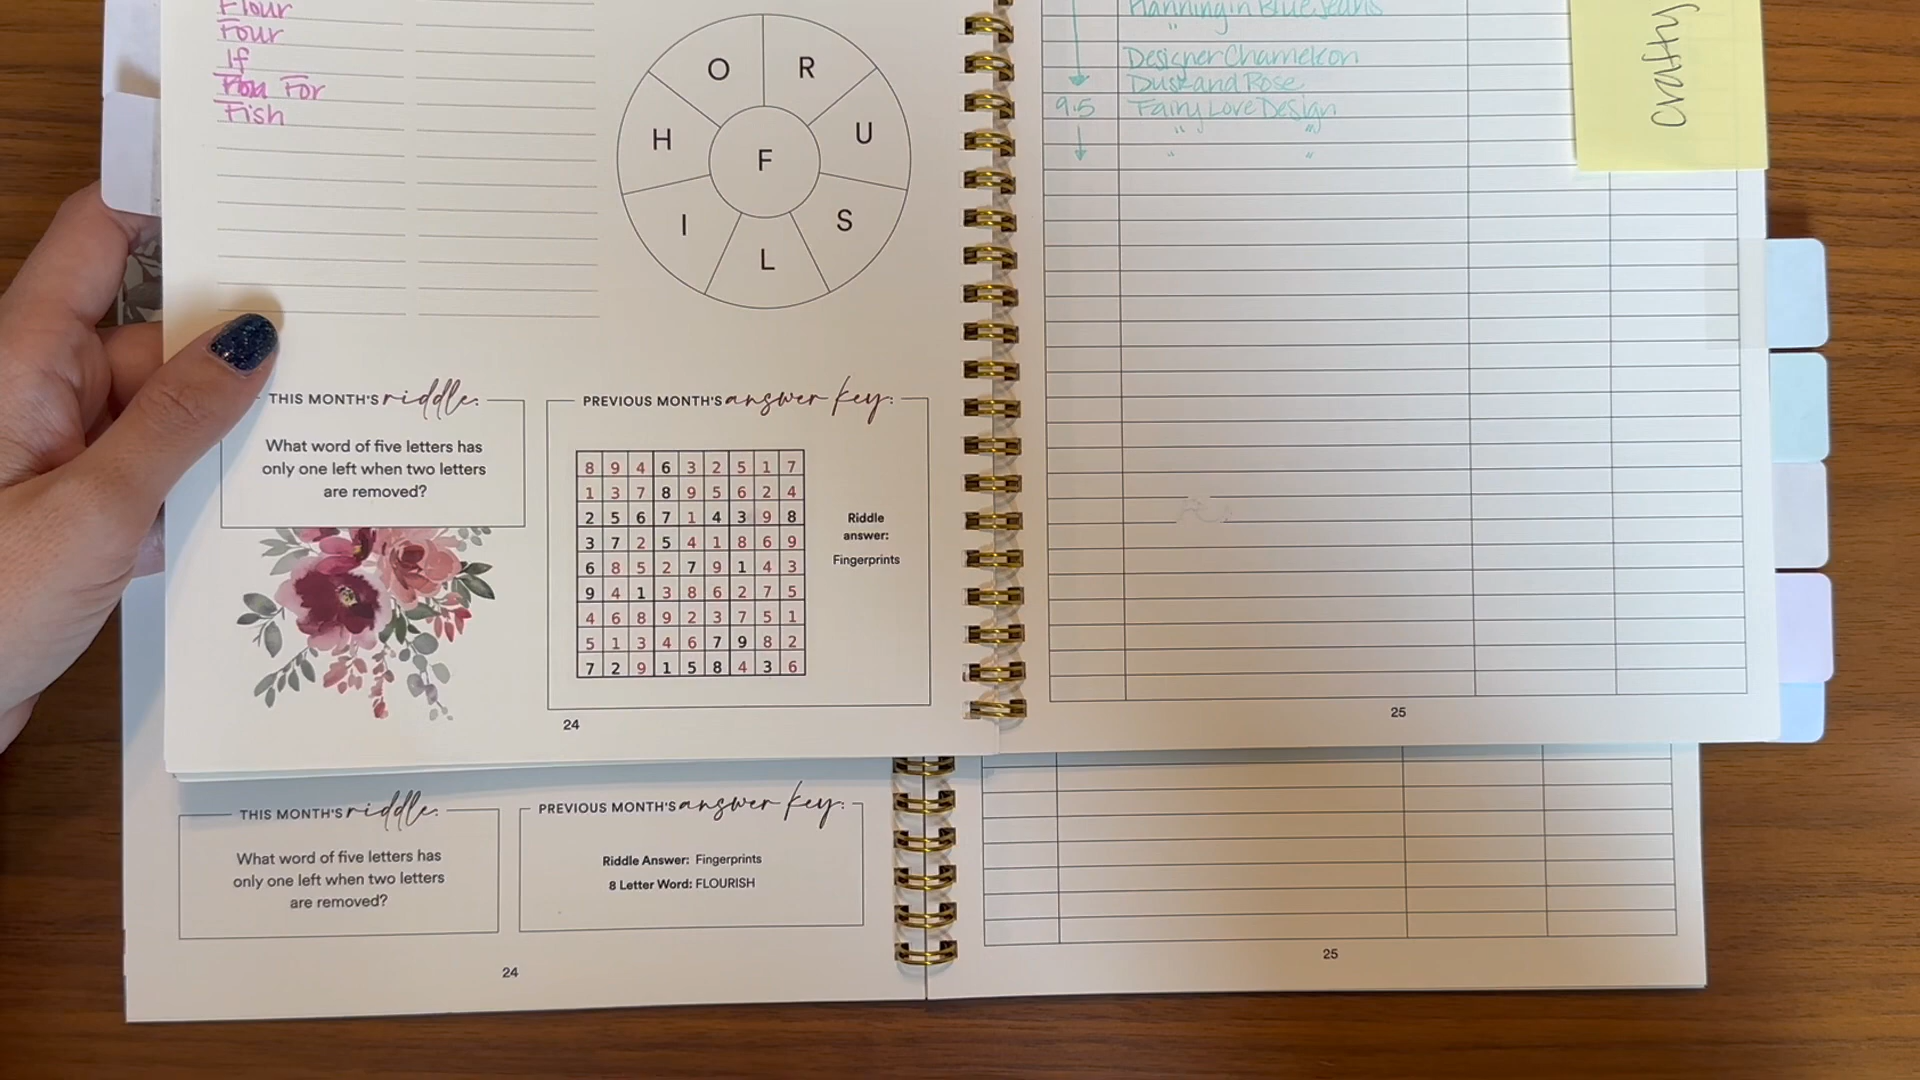 Flour
Four
If
For
Fish
O
R
H
F
U
I
S
L
THIS MONTH'S riddle:
What word of five letters has
only one left when two letters
are removed?
PREVIOUS MONTH'S answer key:
8 9 4 6 3 2 5 1 7
1 3 7 8 9 5 6 2 4
2 5 6 7 1 4 3 9 8
3 7 2 5 4 1 8 6 9
6 8 5 2 7 9 1 4 3
9 4 1 3 8 6 2 7 5
4 6 8 9 2 3 7 5 1
5 1 3 4 6 7 9 8 2
7 2 9 1 5 8 4 3 6
Riddle
answer:
Fingerprints
24
in Blue Jeans
" 
Designer Chameleon
Dusk and Rose
9.5 Fairy Love Design
" "
" "
crafty
25
THIS MONTH'S riddle:
What word of five letters has
only one left when two letters
are removed?
PREVIOUS MONTH'S answer key:
Riddle Answer: Fingerprints
8 Letter Word: FLOURISH
24
25